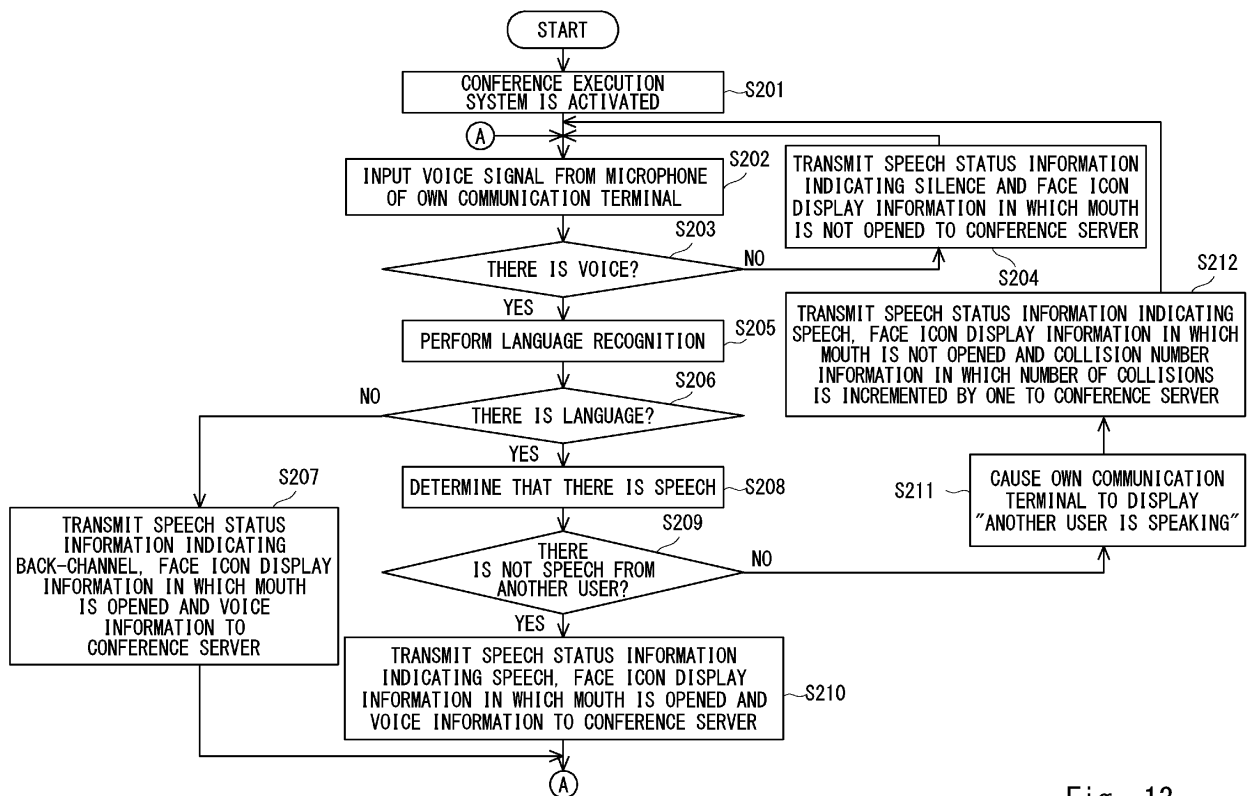 START
CONFERENCE EXECUTION
SYSTEM IS ACTIVATED
S201
A
S202
INPUT VOICE SIGNAL FROM MICROPHONE
OF OWN COMMUNICATION TERMINAL
TRANSMIT SPEECH STATUS INFORMATION
INDICATING SILENCE AND FACE ICON
DISPLAY INFORMATION IN WHICH MOUTH
IS NOT OPENED TO CONFERENCE SERVER
S204
S203
THERE IS VOICE?
NO
YES
S212
TRANSMIT SPEECH STATUS INFORMATION INDICATING
SPEECH, FACE ICON DISPLAY INFORMATION IN WHICH
MOUTH IS NOT OPENED AND COLLISION NUMBER
INFORMATION IN WHICH NUMBER OF COLLISIONS
IS INCREMENTED BY ONE TO CONFERENCE SERVER
PERFORM LANGUAGE RECOGNITION
S205
S206
NO
THERE IS LANGUAGE?
YES
S207
TRANSMIT SPEECH STATUS
INFORMATION INDICATING
BACK-CHANNEL, FACE ICON DISPLAY
INFORMATION IN WHICH MOUTH
IS OPENED AND VOICE
INFORMATION TO
CONFERENCE SERVER
DETERMINE THAT THERE IS SPEECH
S208
S211
CAUSE OWN COMMUNICATION
TERMINAL TO DISPLAY
"ANOTHER USER IS SPEAKING"
S209
THERE
IS NOT SPEECH FROM
ANOTHER USER?
NO
YES
TRANSMIT SPEECH STATUS INFORMATION
INDICATING SPEECH, FACE ICON DISPLAY
INFORMATION IN WHICH MOUTH IS OPENED AND
VOICE INFORMATION TO CONFERENCE SERVER
S210
A
Fig. 12